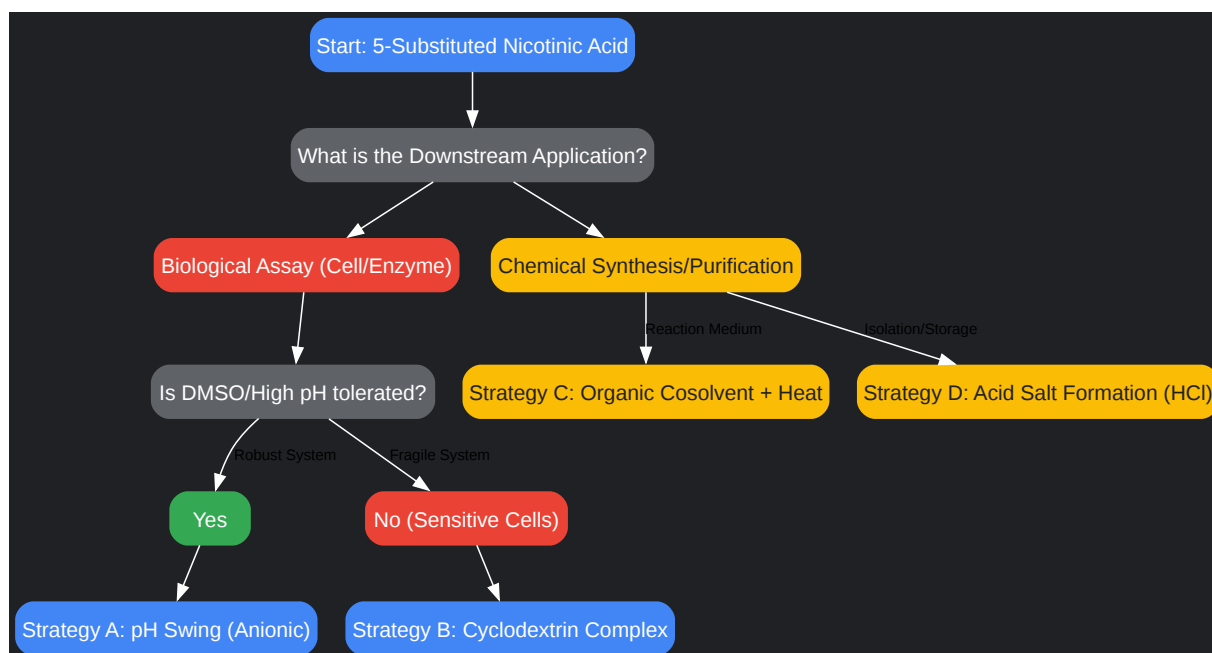 Start: 5-Substituted Nicotinic Acid
What is the Downstream Application?
Biological Assay (Cell/Enzyme)
Chemical Synthesis/Purification
Reaction Medium
Isolation/Storage
Is DMSO/High pH tolerated?
Strategy C: Organic Cosolvent + Heat
Strategy D: Acid Salt Formation (HCl)
Robust System
Fragile System
Yes
No (Sensitive Cells)
Strategy A: pH Swing (Anionic)
Strategy B: Cyclodextrin Complex